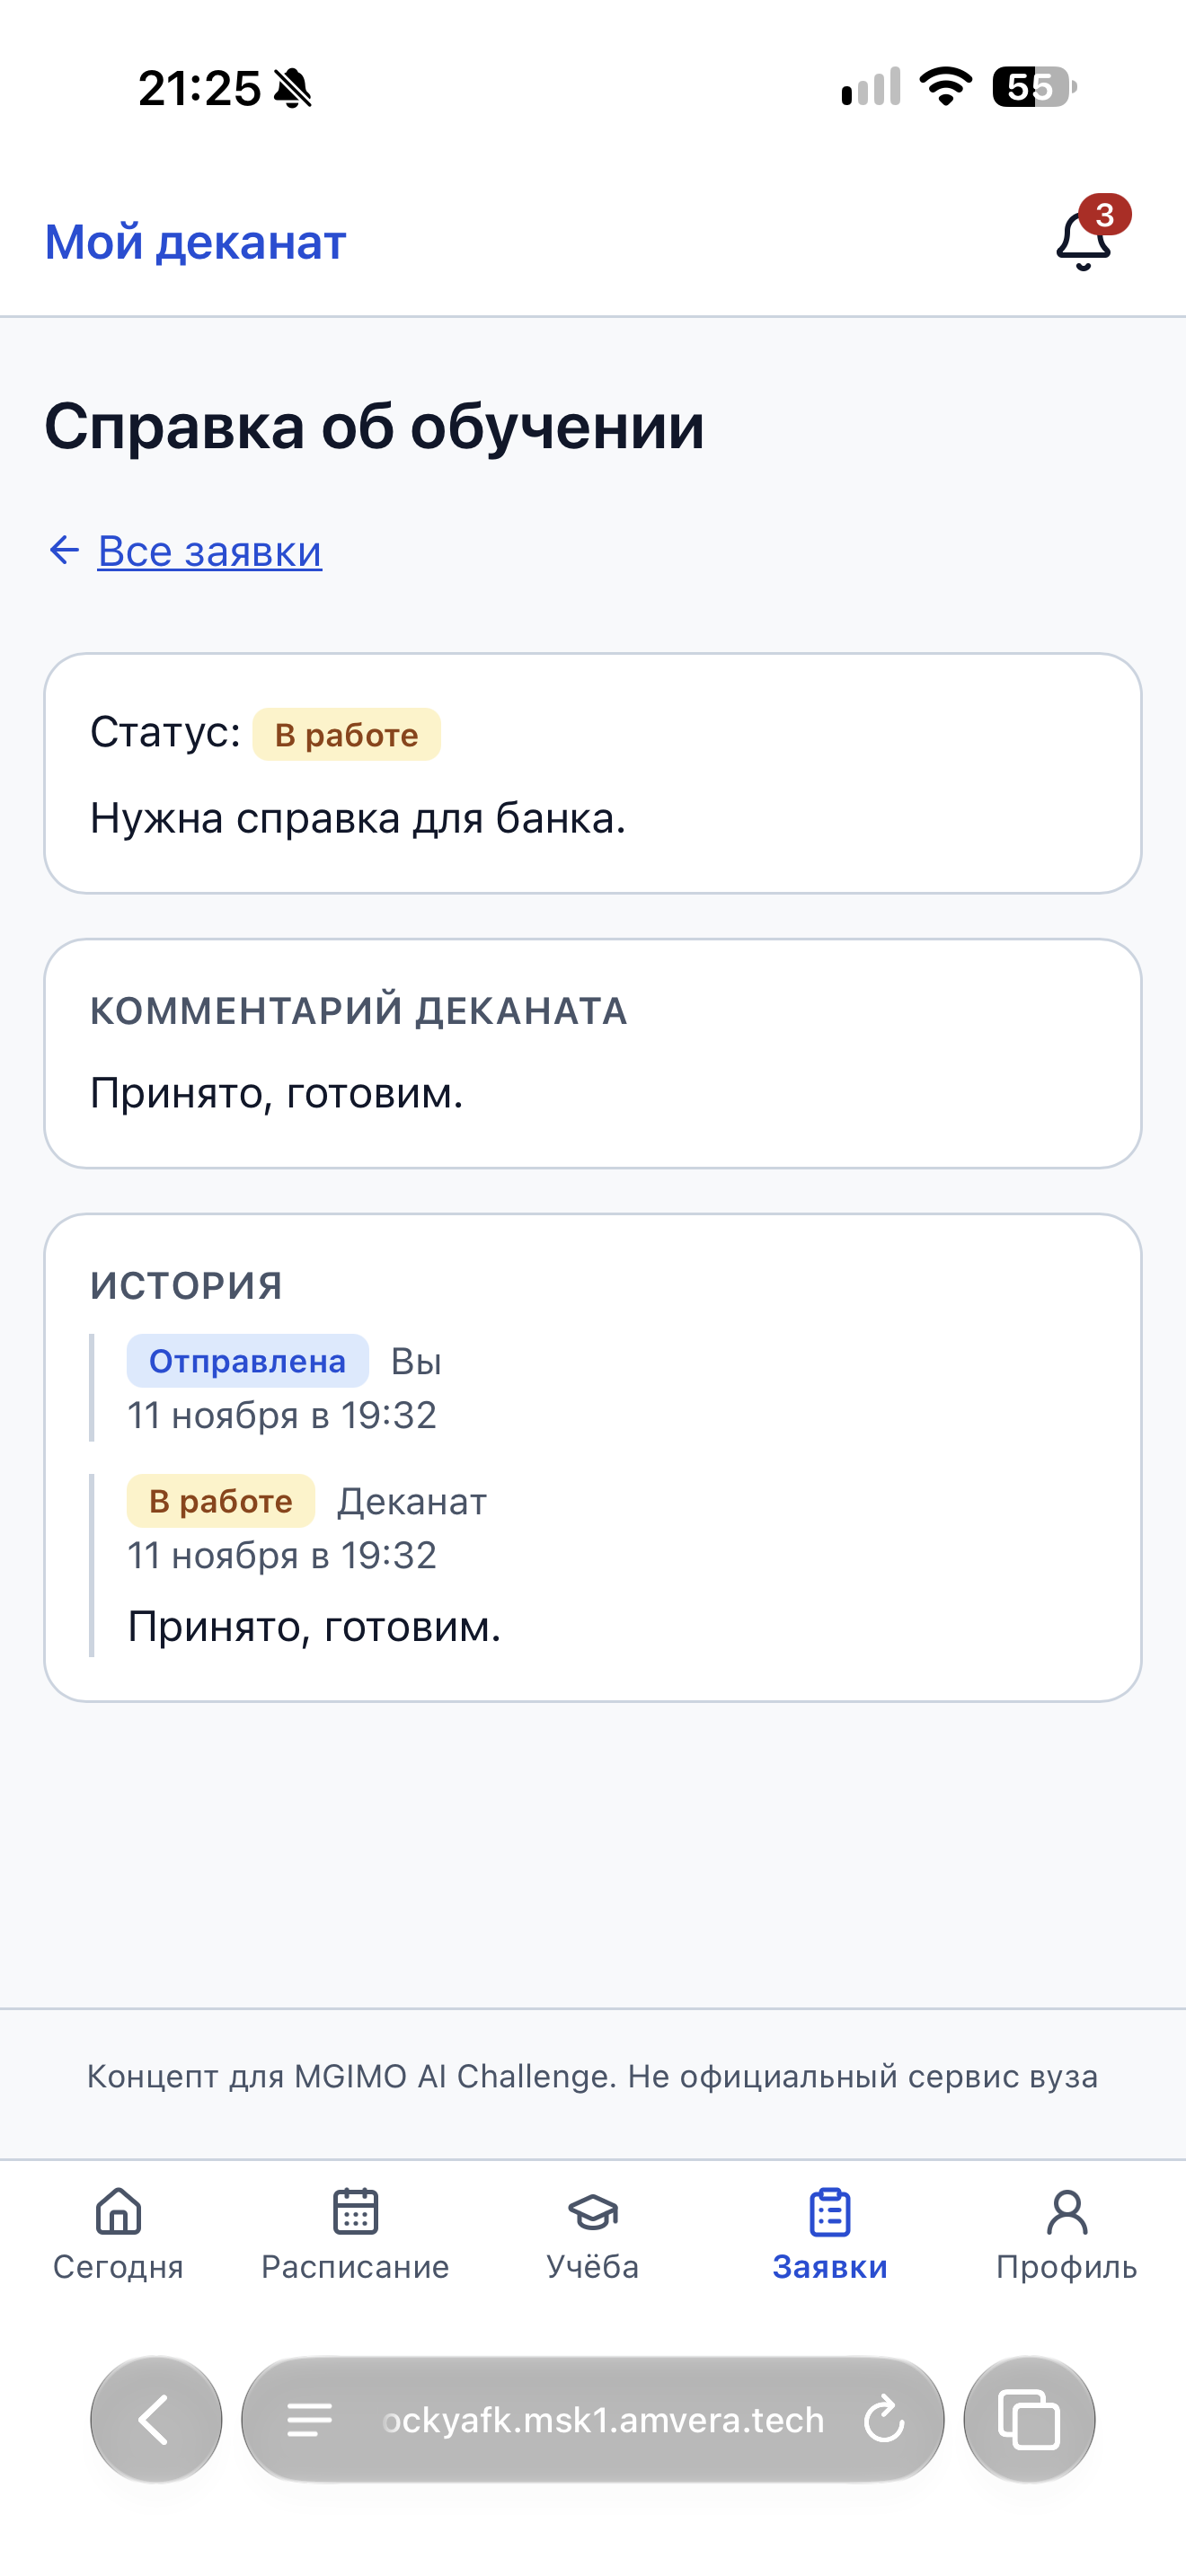 21:25
55
Мой деканат
3
Справка об обучении
← Все заявки
Статус: В работе
Нужна справка для банка.
КОММЕНТАРИЙ ДЕКАНАТА
Принято, готовим.
ИСТОРИЯ
Отправлена Вы
11 ноября в 19:32
В работе Деканат
11 ноября в 19:32
Принято, готовим.
Концепт для MGIMO AI Challenge. Не официальный сервис вуза
Сегодня Расписание Учёба Заявки Профиль
ockyafk.msk1.amvera.tech